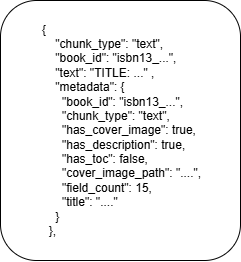 {
"chunk_type": "text",
"book_id": "isbn13_...",
"text": "TITLE: ..." ,
"metadata": {
"book_id": "isbn13_...",
"chunk_type": "text",
"has_cover_image": true,
"has_description": true,
"has_toc": false,
"cover_image_path": "....",
"field_count": 15,
"title": "...."
}
},